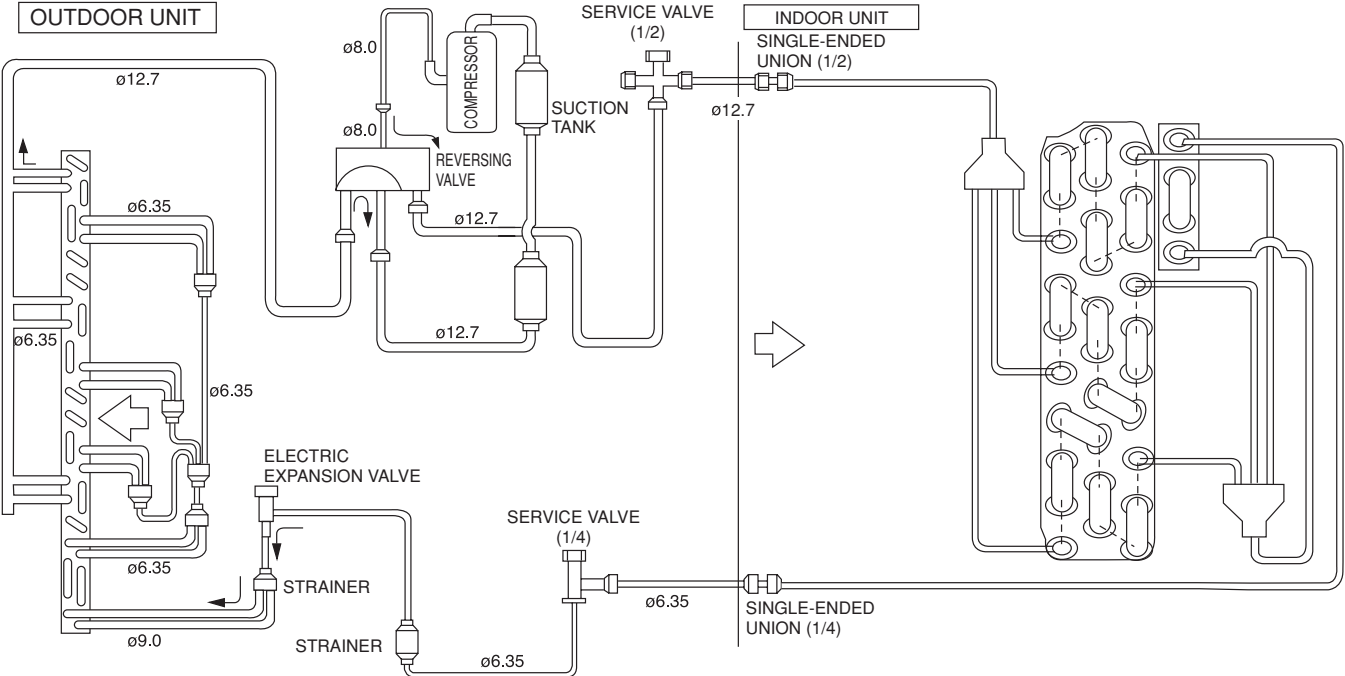 OUTDOOR UNIT
SERVICE VALVE
(1/2)
INDOOR UNIT
SINGLE-ENDED
UNION (1/2)
ø8.0
COMPRESSOR
ø12.7
SUCTION
TANK
ø12.7
ø8.0
REVERSING
VALVE
ø6.35
ø12.7
ø12.7
ø6.35
ø6.35
ELECTRIC
EXPANSION VALVE
SERVICE VALVE
(1/4)
ø6.35
STRAINER
ø6.35
SINGLE-ENDED
UNION (1/4)
ø9.0
STRAINER
ø6.35